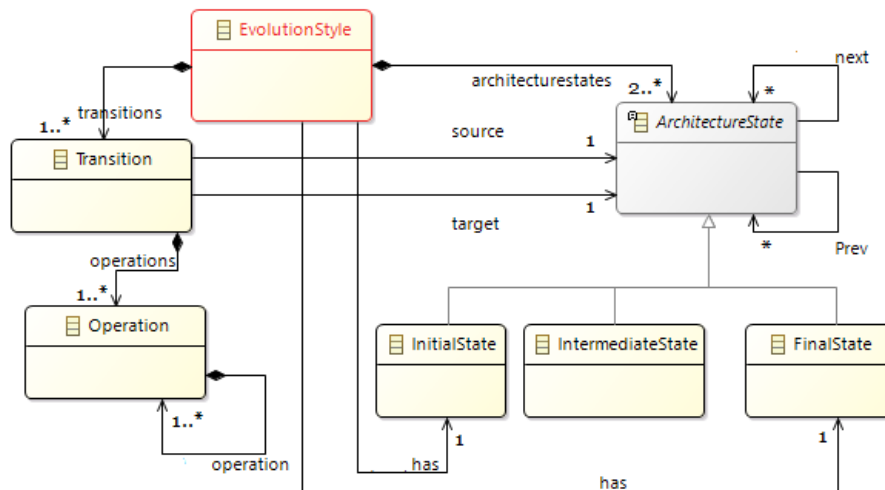 EvolutionStyle
next
architecturestates
2..*
*
transitions
1..*
source
1
ArchitectureState
Transition
1
target
*
Prev
operations
1..*
Operation
InitialState
IntermediateState
FinalState
1..*
1
1
operation
has
has